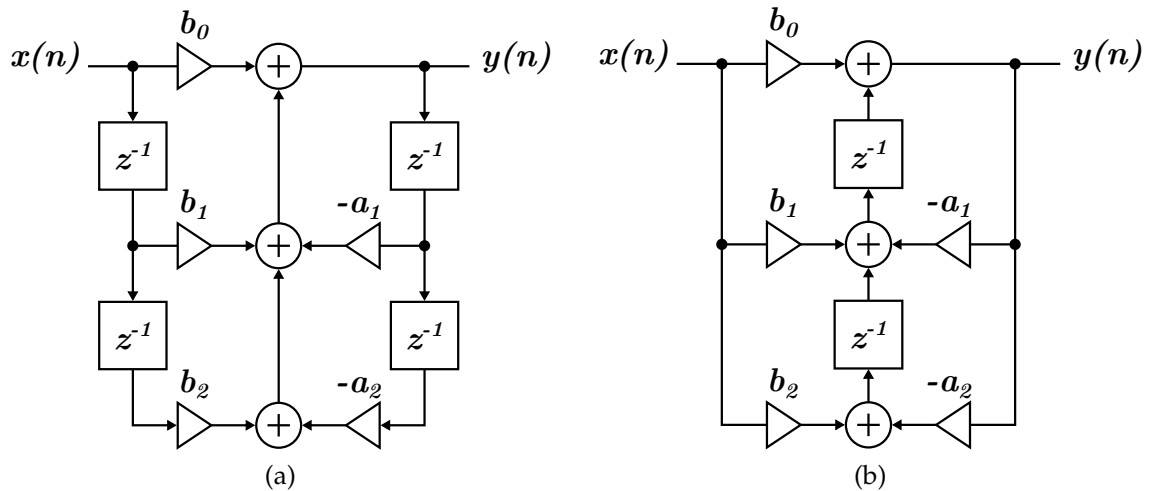 b₀
x(n) + y(n)
z⁻¹ z⁻¹
b₁ -a₁
+
z⁻¹ z⁻¹
b₂ -a₂
+
(a)
b₀
x(n) + y(n)
z⁻¹
b₁ -a₁
+
z⁻¹
b₂ -a₂
+
(b)